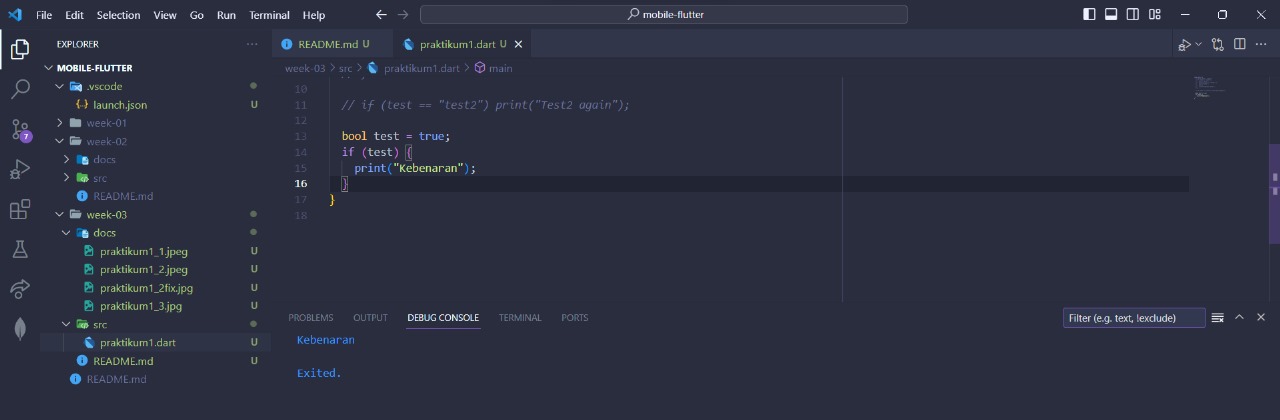 File Edit Selection View Go Run Terminal Help
mobile-flutter
EXPLORER
MOBILE-FLUTTER
.vscode
launch.json U
week-01
week-02
docs
src
README.md
week-03
docs
praktikum1_1.jpeg U
praktikum1_2.jpeg U
praktikum1_2fix.jpg U
praktikum1_3.jpg U
src
praktikum1.dart U
README.md U
README.md
7
README.md U praktikum1.dart U
week-03 > src > praktikum1.dart > main
10
11 // if (test == "test2") print("Test2 again");
12
13 bool test = true;
14 if (test) {
15 print("Kebenaran");
16 }
17 }
18
PROBLEMS OUTPUT DEBUG CONSOLE TERMINAL PORTS
Filter (e.g. text, !exclude)
Kebenaran
Exited.